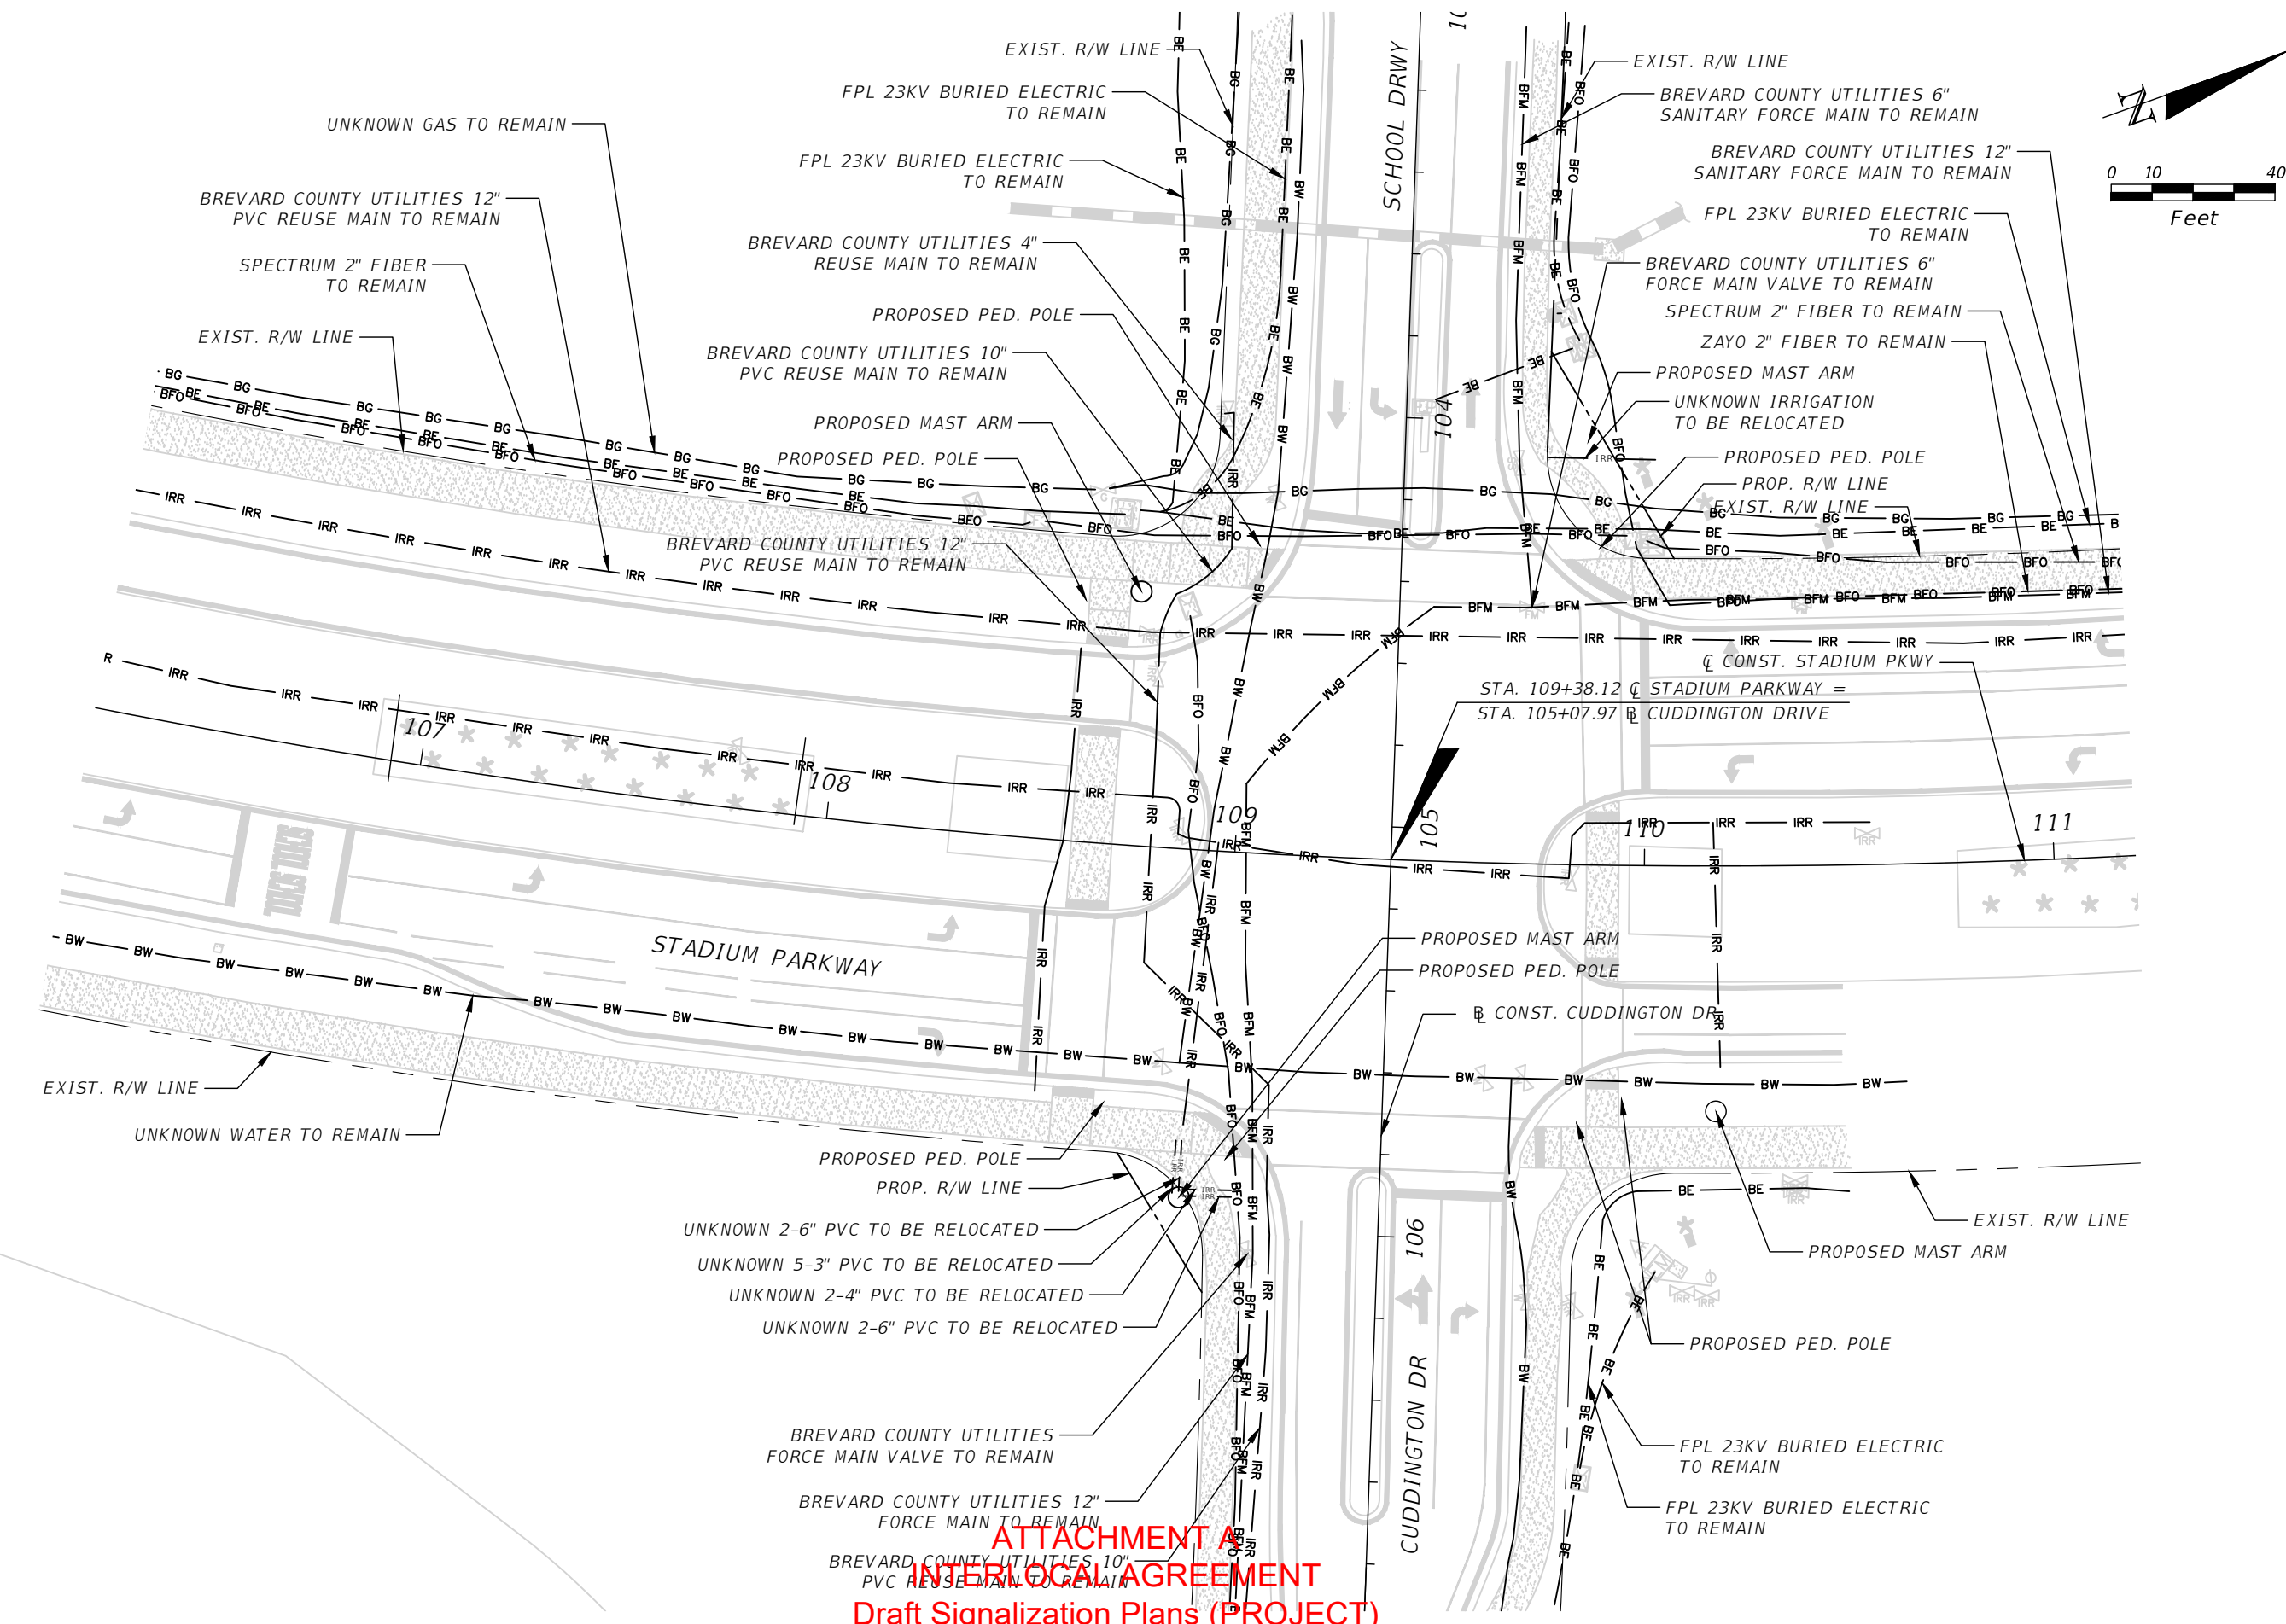 EXIST. R/W LINE
FPL 23KV BURIED ELECTRIC
TO REMAIN
UNKNOWN GAS TO REMAIN
FPL 23KV BURIED ELECTRIC
TO REMAIN
BREVARD COUNTY UTILITIES 12"
PVC REUSE MAIN TO REMAIN
BREVARD COUNTY UTILITIES 4"
REUSE MAIN TO REMAIN
SPECTRUM 2" FIBER
TO REMAIN
PROPOSED PED. POLE
EXIST. R/W LINE
BREVARD COUNTY UTILITIES 10"
PVC REUSE MAIN TO REMAIN
PROPOSED MAST ARM
PROPOSED PED. POLE
BREVARD COUNTY UTILITIES 12"
PVC REUSE MAIN TO REMAIN
SCHOOL DRWY
104
EXIST. R/W LINE
BREVARD COUNTY UTILITIES 6"
SANITARY FORCE MAIN TO REMAIN
BREVARD COUNTY UTILITIES 12"
SANITARY FORCE MAIN TO REMAIN
FPL 23KV BURIED ELECTRIC
TO REMAIN
BREVARD COUNTY UTILITIES 6"
FORCE MAIN VALVE TO REMAIN
SPECTRUM 2" FIBER TO REMAIN
ZAYO 2" FIBER TO REMAIN
PROPOSED MAST ARM
UNKNOWN IRRIGATION
TO BE RELOCATED
PROPOSED PED. POLE
PROP. R/W LINE
EXIST. R/W LINE
N
0 10 40
Feet
℄ CONST. STADIUM PKWY
STA. 109+38.12 ℄ STADIUM PARKWAY =
STA. 105+07.97 BL CUDDINGTON DRIVE
107
108
109
110
111
105
STADIUM PARKWAY
PROPOSED MAST ARM
PROPOSED PED. POLE
BL CONST. CUDDINGTON DR
EXIST. R/W LINE
UNKNOWN WATER TO REMAIN
PROPOSED PED. POLE
PROP. R/W LINE
UNKNOWN 2-6" PVC TO BE RELOCATED
UNKNOWN 5-3" PVC TO BE RELOCATED
UNKNOWN 2-4" PVC TO BE RELOCATED
UNKNOWN 2-6" PVC TO BE RELOCATED
BREVARD COUNTY UTILITIES
FORCE MAIN VALVE TO REMAIN
BREVARD COUNTY UTILITIES 12"
FORCE MAIN TO REMAIN
BREVARD COUNTY UTILITIES 10"
PVC REUSE MAIN TO REMAIN
106
CUDDINGTON DR
EXIST. R/W LINE
PROPOSED MAST ARM
PROPOSED PED. POLE
FPL 23KV BURIED ELECTRIC
TO REMAIN
FPL 23KV BURIED ELECTRIC
TO REMAIN
BG
BE
BFO
IRR
BW
BFM
ATTACHMENT A
INTERLOCAL AGREEMENT
Draft Signalization Plans (PROJECT)